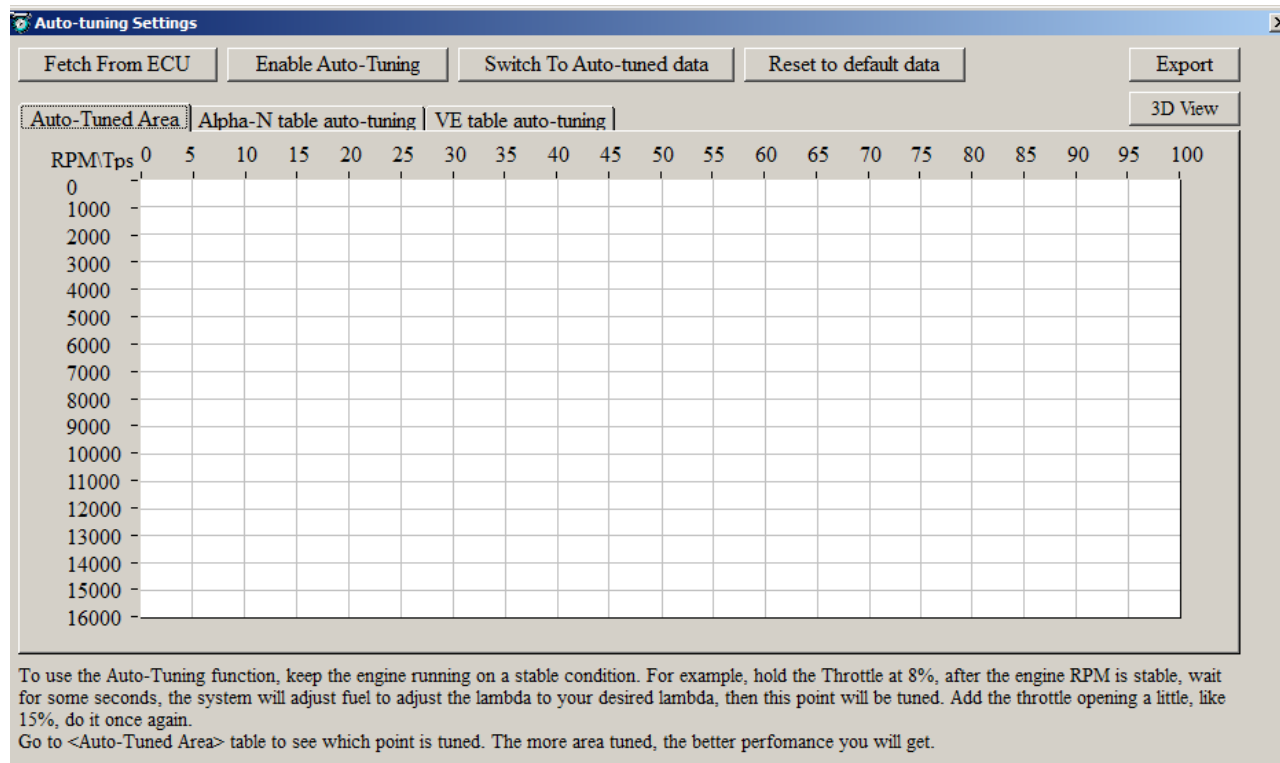 Auto-tuning Settings
Fetch From ECU Enable Auto-Tuning Switch To Auto-tuned data Reset to default data Export
3D View
Auto-Tuned Area Alpha-N table auto-tuning VE table auto-tuning
RPM\Tps 0 5 10 15 20 25 30 35 40 45 50 55 60 65 70 75 80 85 90 95 100
0
1000
2000
3000
4000
5000
6000
7000
8000
9000
10000
11000
12000
13000
14000
15000
16000
To use the Auto-Tuning function, keep the engine running on a stable condition. For example, hold the Throttle at 8%, after the engine RPM is stable, wait
for some seconds, the system will adjust fuel to adjust the lambda to your desired lambda, then this point will be tuned. Add the throttle opening a little, like
15%, do it once again.
Go to <Auto-Tuned Area> table to see which point is tuned. The more area tuned, the better perfomance you will get.